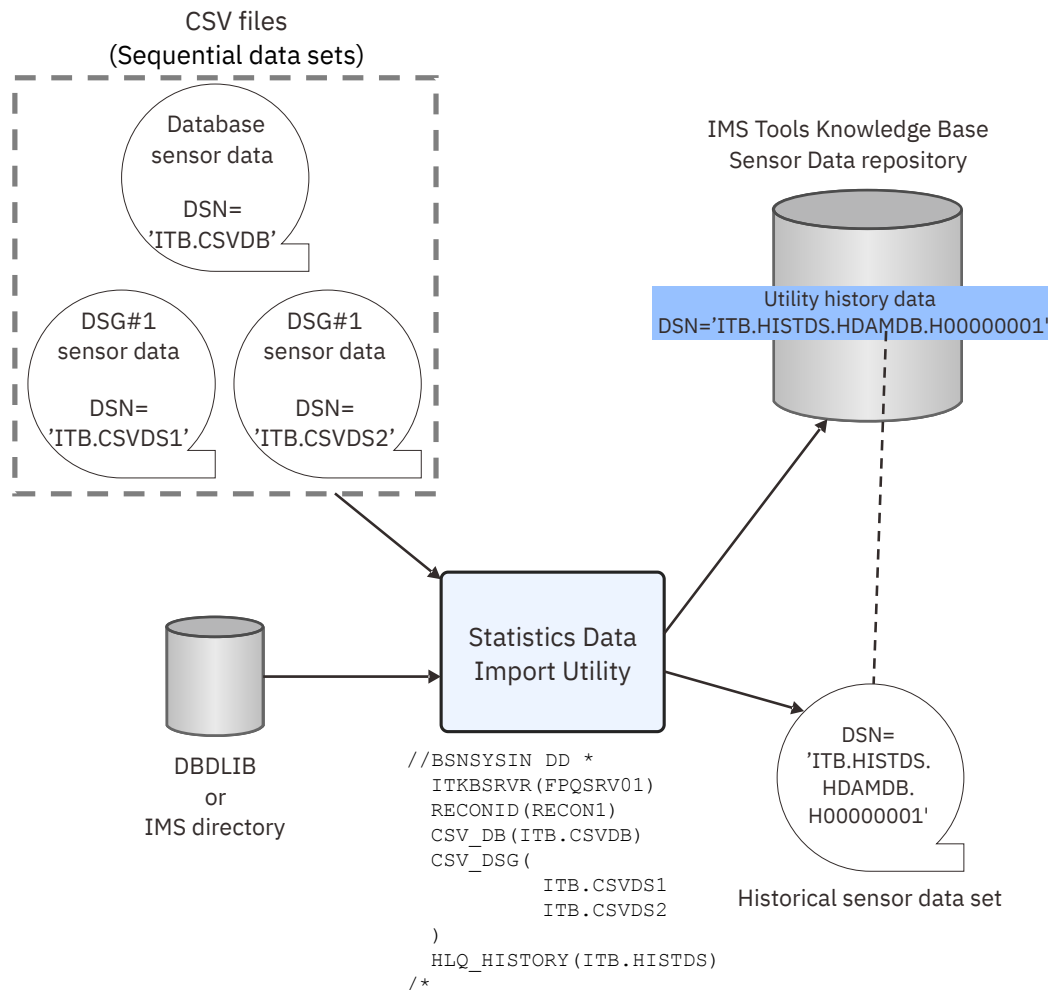 CSV files
(Sequential data sets)
Database
sensor data
DSN=
’ITB.CSVDB’
DSG#1
sensor data
DSN=
’ITB.CSVDS1’
DSG#1
sensor data
DSN=
’ITB.CSVDS2’
IMS Tools Knowledge Base
Sensor Data repository
Utility history data
DSN='ITB.HISTDS.HDAMDB.H00000001'
Statistics Data
Import Utility
DBDLIB
or
IMS directory
//BSNSYSIN DD *
ITKBSRVR(FPQSRV01)
RECONID(RECON1)
CSV_DB(ITB.CSVDB)
CSV_DSG(
ITB.CSVDS1
ITB.CSVDS2
)
HLQ_HISTORY(ITB.HISTDS)
/*
DSN=
'ITB.HISTDS.
HDAMDB.
H00000001'
Historical sensor data set